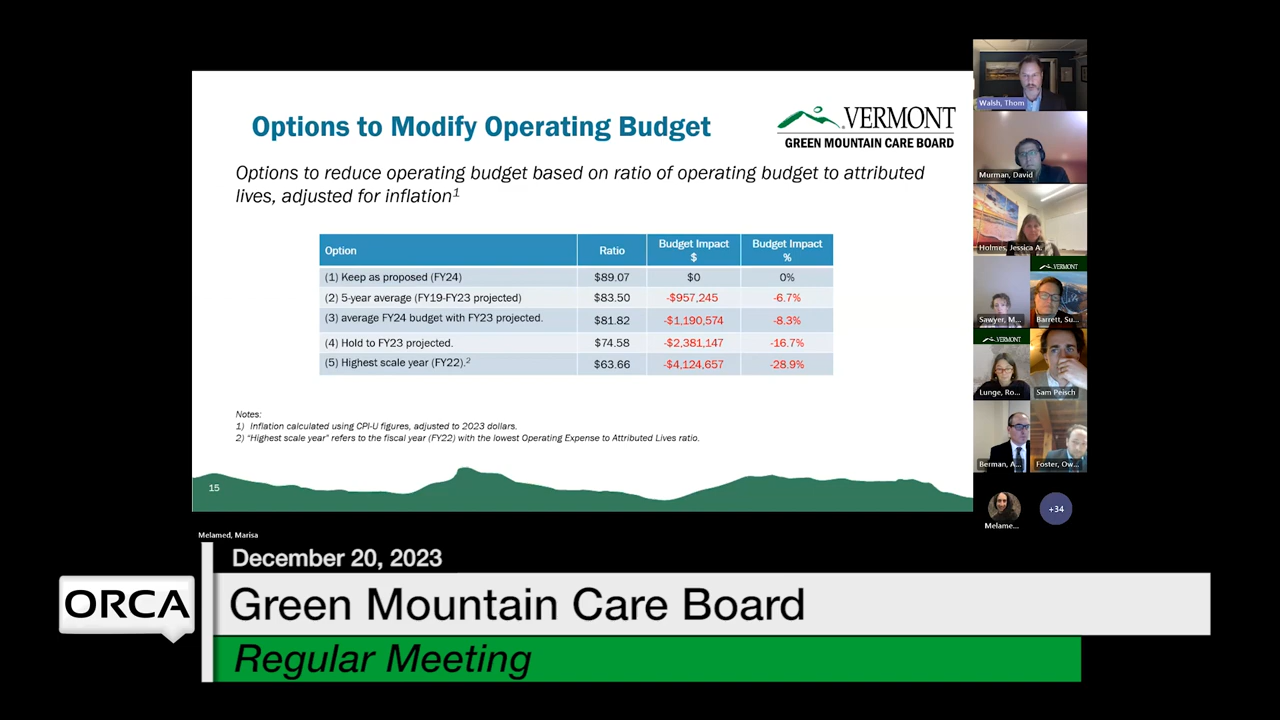 Options to Modify Operating Budget
VERMONT
GREEN MOUNTAIN CARE BOARD
Options to reduce operating budget based on ratio of operating budget to attributed
lives, adjusted for inflation1
Option Ratio Budget Impact $ Budget Impact %
(1) Keep as proposed (FY24) $89.07 $0 0%
(2) 5-year average (FY19-FY23 projected) $83.50 -$957,245 -6.7%
(3) average FY24 budget with FY23 projected. $81.82 -$1,190,574 -8.3%
(4) Hold to FY23 projected. $74.58 -$2,381,147 -16.7%
(5) Highest scale year (FY22).2 $63.66 -$4,124,657 -28.9%
Notes:
1) Inflation calculated using CPI-U figures, adjusted to 2023 dollars.
2) "Highest scale year" refers to the fiscal year (FY22) with the lowest Operating Expense to Attributed Lives ratio.
15
Walsh, Thom
Murman, David
Holmes, Jessica A.
VERMONT
Sawyer, M...
Barrett, Su...
VERMONT
Lunge, Ro...
Sam Peisch
Berman, A...
Foster, Ow...
Melame...
+34
Melamed, Marisa
December 20, 2023
ORCA
Green Mountain Care Board
Regular Meeting